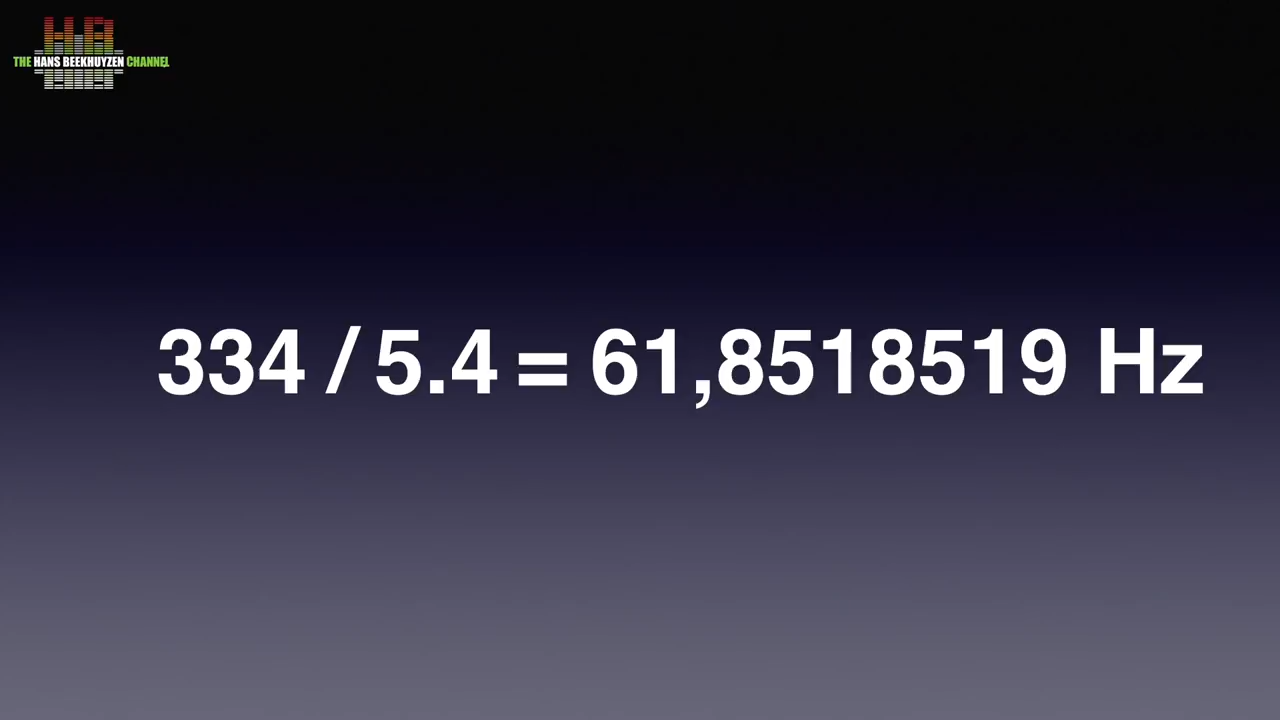 THE HANS BEEKHUYZEN CHANNEL
334 / 5.4 = 61,8518519 Hz